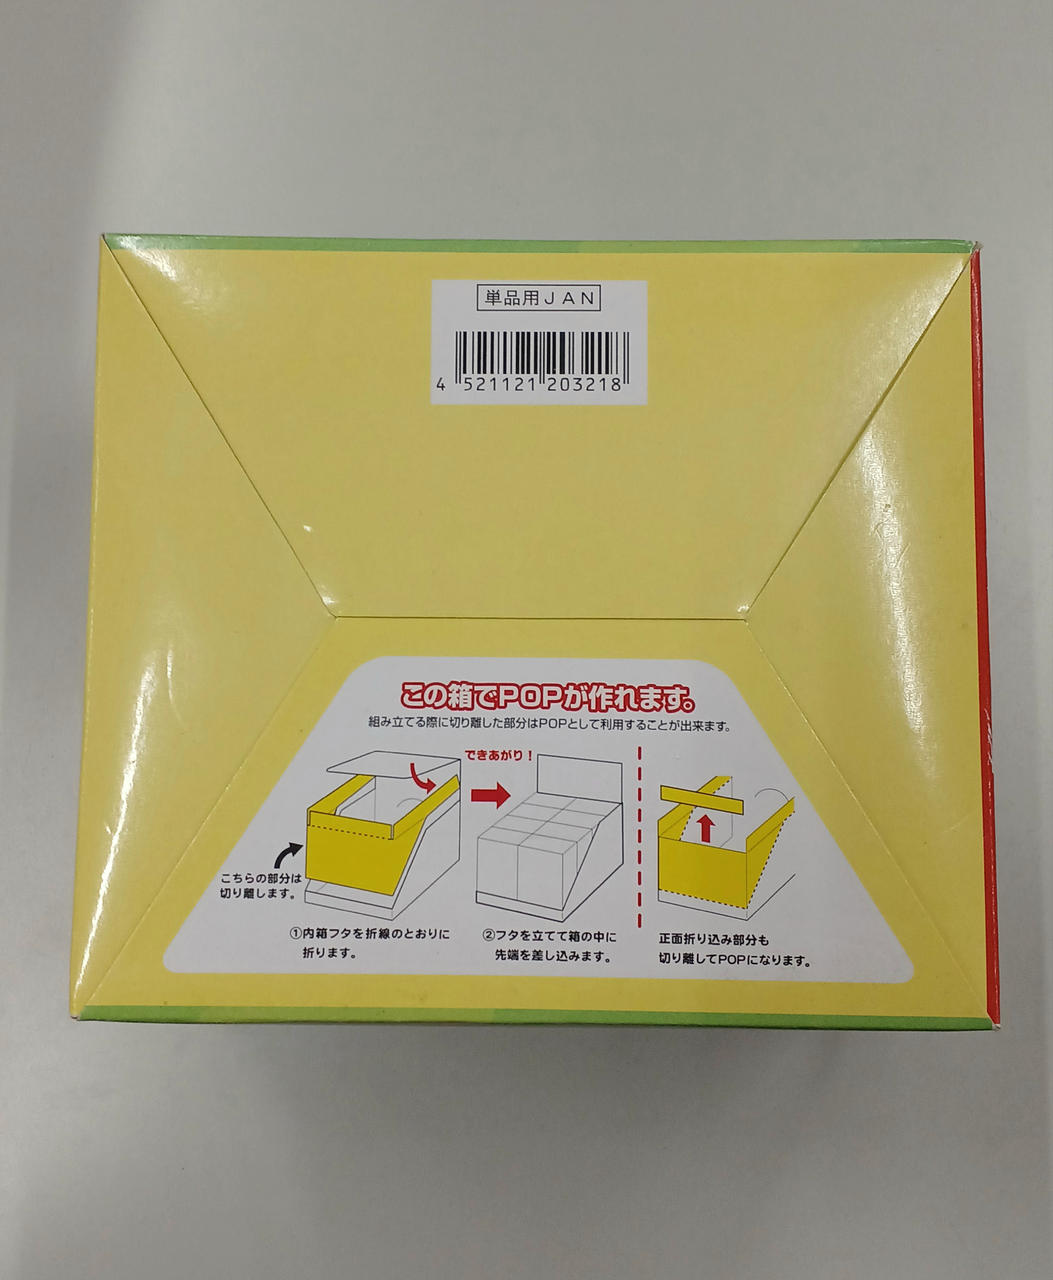 単品用JAN
4 521121 203218
この箱でPOPが作れます。
組み立てる際に切り離した部分はPOPとして利用することが出来ます。
できあがり！
こちらの部分は
切り離します。
①内箱フタを折線のとおりに
折ります。
②フタを立てて箱の中に
先端を差し込みます。
正面折り込み部分も
切り離してPOPになります。